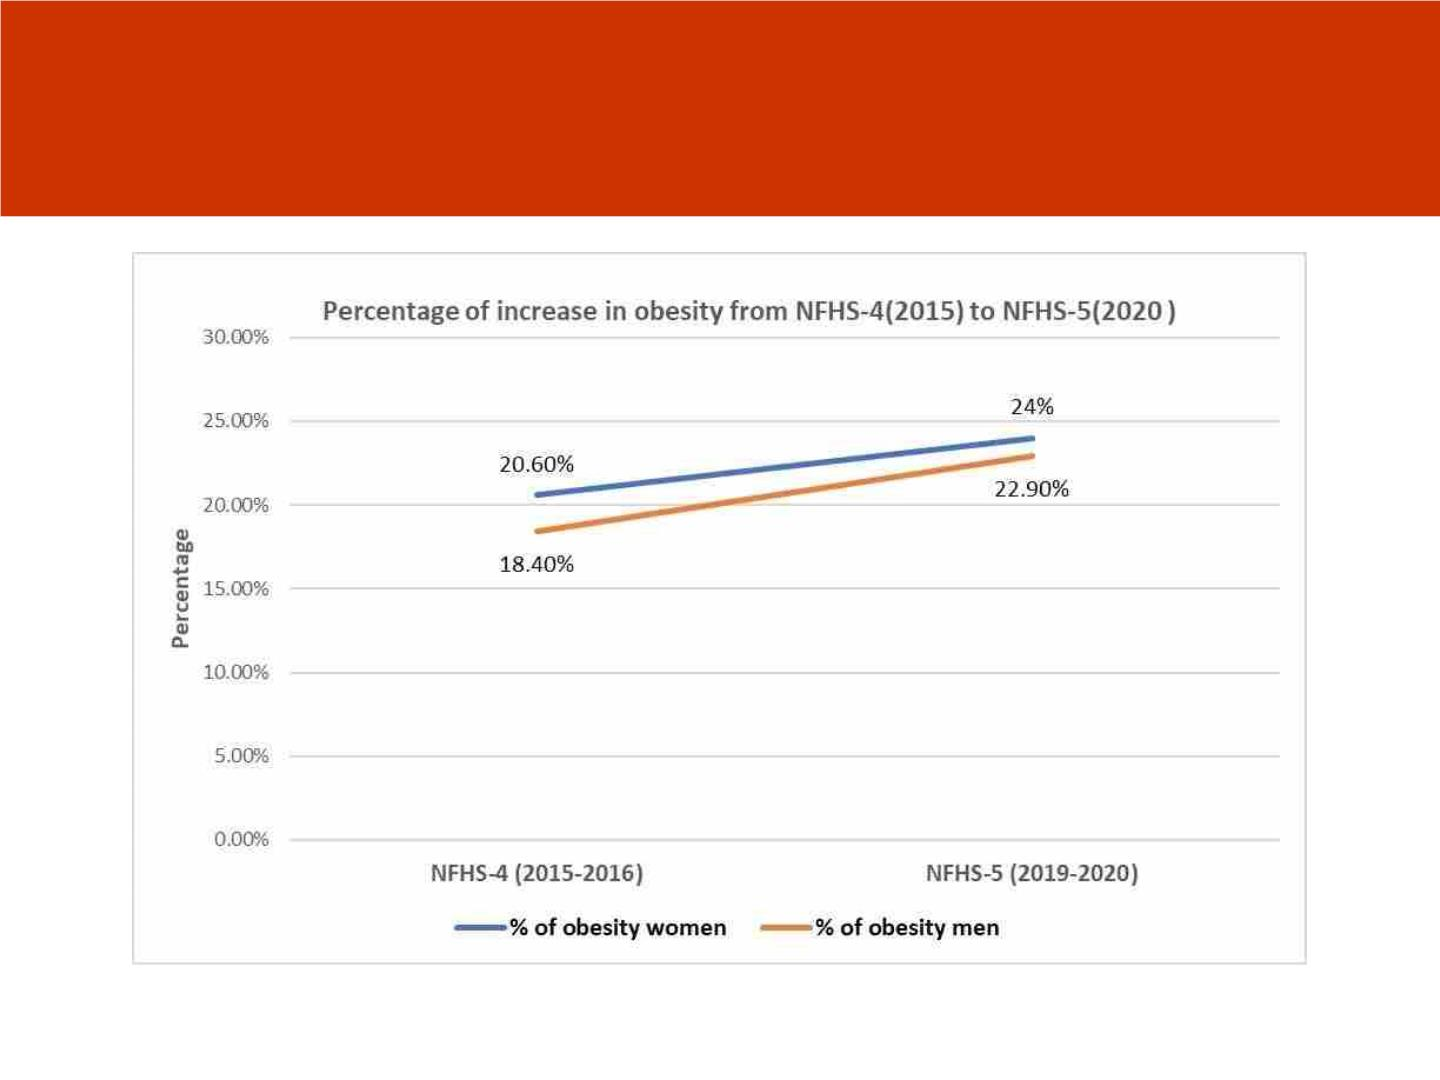 Percentage of increase in obesity from NFHS-4(2015) to NFHS-5(2020 )
30.00%
25.00%
20.00%
15.00%
10.00%
5.00%
0.00%
Percentage
20.60%
24%
18.40%
22.90%
NFHS-4 (2015-2016)
NFHS-5 (2019-2020)
% of obesity women
% of obesity men